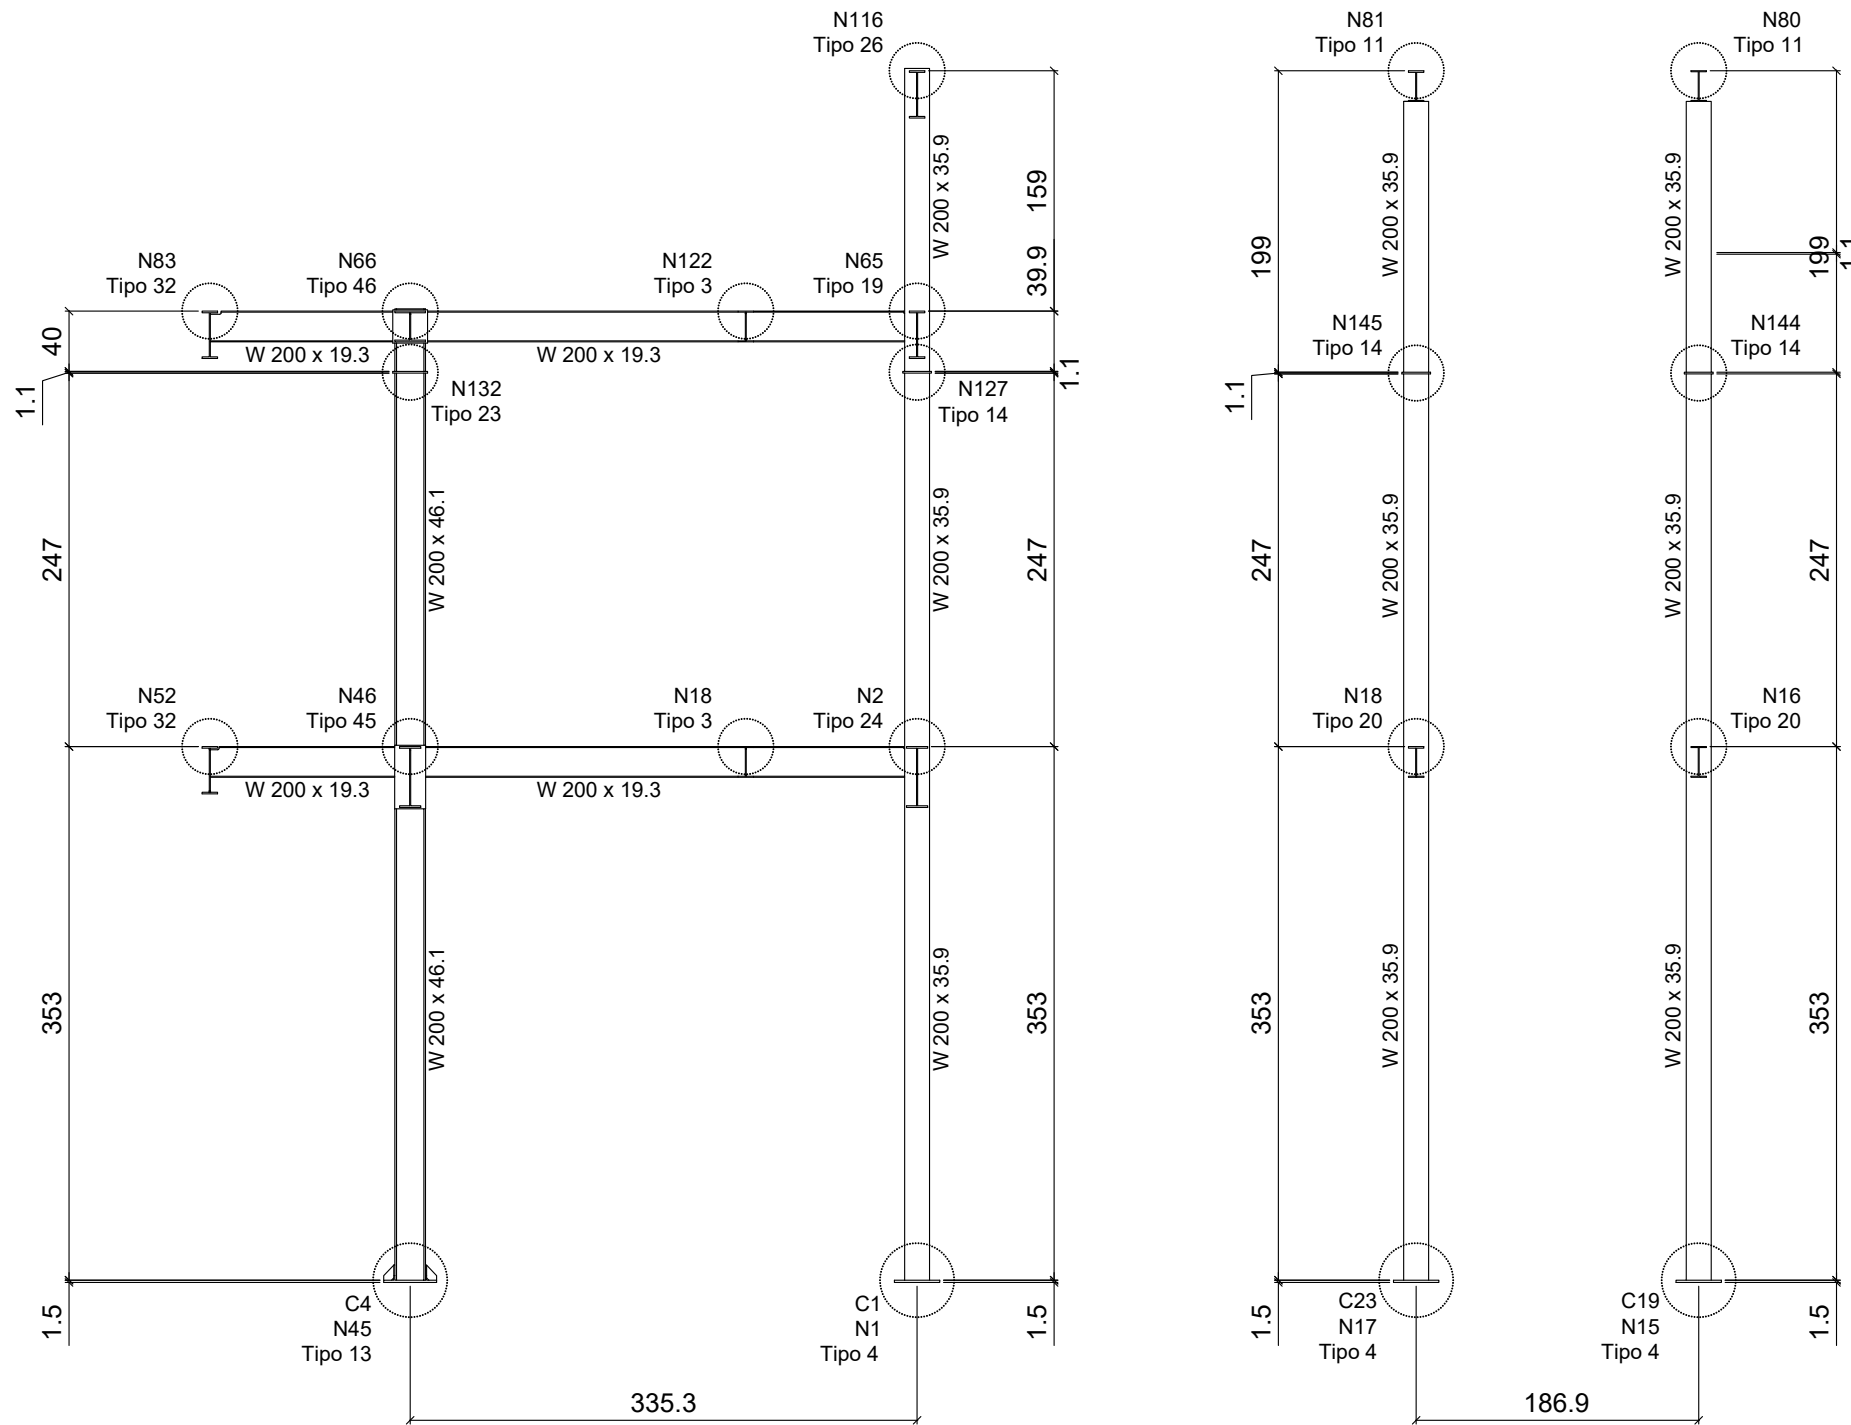 N116
Tipo 26
N81
Tipo 11
N80
Tipo 11
W 200 x 35.9
159
39.9
W 200 x 35.9
199
W 200 x 35.9
199
1.1
N83
Tipo 32
N66
Tipo 46
N122
Tipo 3
N65
Tipo 19
40
W 200 x 19.3
W 200 x 19.3
N145
Tipo 14
N144
Tipo 14
1.1
N132
Tipo 23
N127
Tipo 14
1.1
1.1
247
W 200 x 46.1
W 200 x 35.9
247
247
W 200 x 35.9
W 200 x 35.9
247
N52
Tipo 32
N46
Tipo 45
N18
Tipo 3
N2
Tipo 24
N18
Tipo 20
N16
Tipo 20
W 200 x 19.3
W 200 x 19.3
353
W 200 x 46.1
W 200 x 35.9
353
353
W 200 x 35.9
W 200 x 35.9
353
1.5
C4
N45
Tipo 13
C1
N1
Tipo 4
1.5
1.5
C23
N17
Tipo 4
C19
N15
Tipo 4
1.5
335.3
186.9